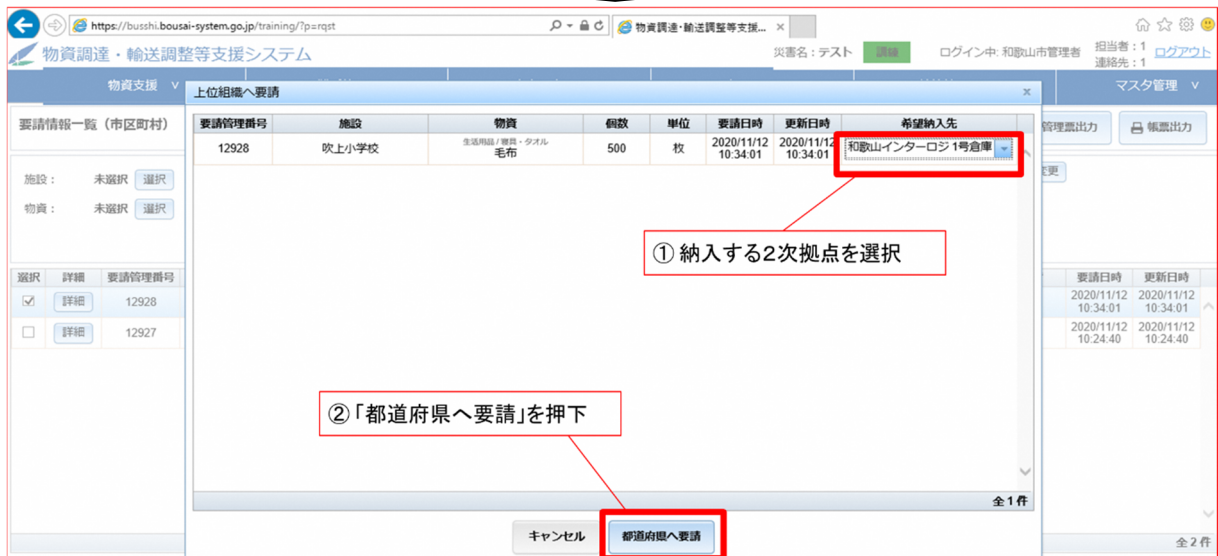 https://busshi.bousai-system.go.jp/training/?p=rqst
物資調達・輸送調整等支援...
物資調達・輸送調整等支援システム
災害名：テスト
訓練
ログイン中: 和歌山市管理者
担当者：1
連絡先：1
ログアウト
物資支援
マスタ管理
上位組織へ要請
要請情報一覧（市区町村）
管理票出力
帳票出力
要請管理番号 施設 物資 個数 単位 要請日時 更新日時 希望納入先
12928 吹上小学校 生活用品 / 寝具・タオル 毛布 500 枚 2020/11/12 10:34:01 2020/11/12 10:34:01 和歌山インターロジ 1号倉庫
施設： 未選択 選択
変更
物資： 未選択 選択
① 納入する2次拠点を選択
選択 詳細 要請管理番号 要請日時 更新日時
詳細 12928 2020/11/12 10:34:01 2020/11/12 10:34:01
詳細 12927 2020/11/12 10:24:40 2020/11/12 10:24:40
②「都道府県へ要請」を押下
全1件
キャンセル
都道府県へ要請
全2件